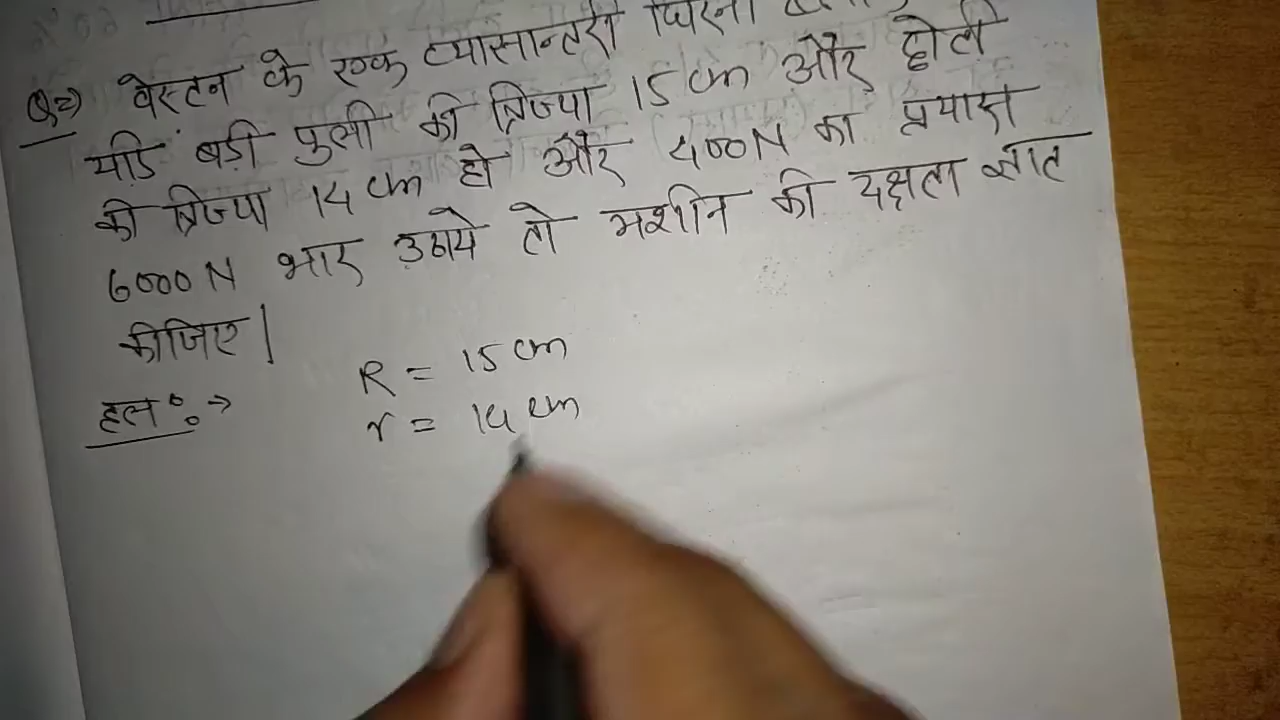 Q⇒ वेस्टन के एक व्यासान्तरी घिरनी
यदि बड़ी पुली की त्रिज्या 15 cm और छोटी
की त्रिज्या 14 cm हो और 400N का प्रयास
6000 N भार उठाये तो मशीन की दक्षता ज्ञात
कीजिए।
हल :→
R = 15 cm
r = 14 cm